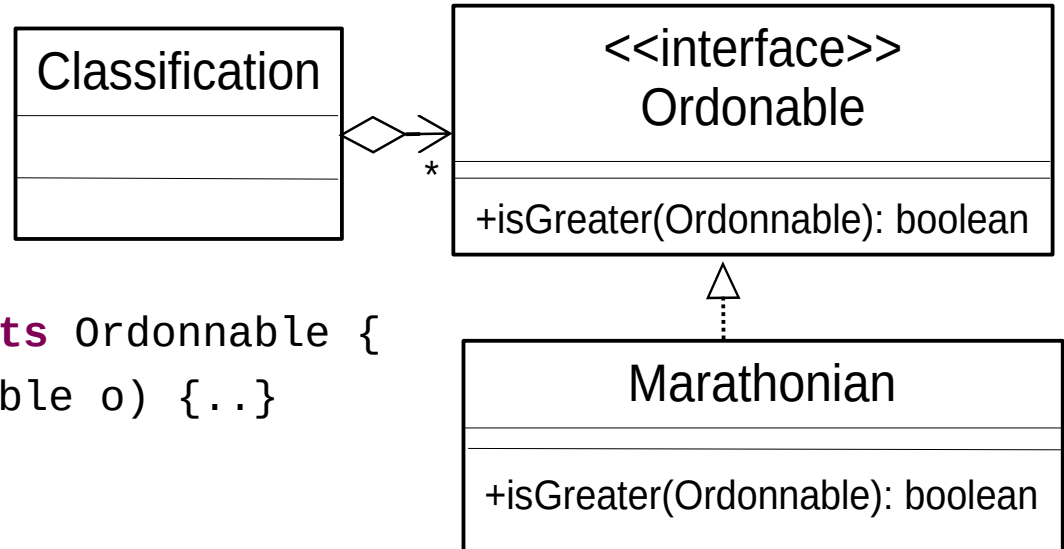 Classification
<<interface>>
Ordonable
*
+isGreater(Ordonnable): boolean
ts Ordonnable {
ble o) {..}
Marathonian
+isGreater(Ordonnable): boolean